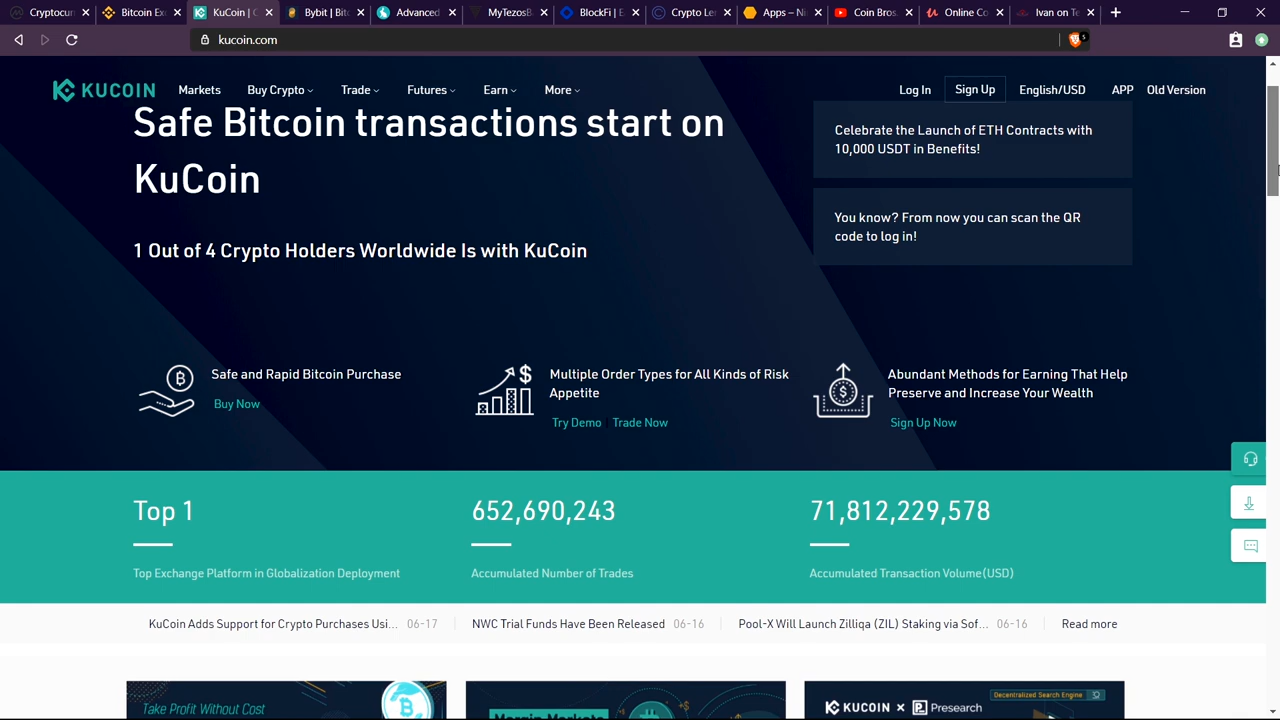 Cryptocur
Bitcoin Ex
KuCoin | C
Bybit | Bit
Advanced
MyTezosB
BlockFi | E
Crypto Ler
Apps – Ni
Coin Bros
Online Co
Ivan on Te
kucoin.com
5
KUCOIN
Markets
Buy Crypto
Trade
Futures
Earn
More
Log In
Sign Up
English/USD
APP
Old Version
Safe Bitcoin transactions start on
KuCoin
1 Out of 4 Crypto Holders Worldwide Is with KuCoin
Celebrate the Launch of ETH Contracts with
10,000 USDT in Benefits!
You know? From now you can scan the QR
code to log in!
Safe and Rapid Bitcoin Purchase
Buy Now
Multiple Order Types for All Kinds of Risk
Appetite
Try Demo | Trade Now
Abundant Methods for Earning That Help
Preserve and Increase Your Wealth
Sign Up Now
Top 1
Top Exchange Platform in Globalization Deployment
652,690,243
Accumulated Number of Trades
71,812,229,578
Accumulated Transaction Volume(USD)
KuCoin Adds Support for Crypto Purchases Usi... 06-17
NWC Trial Funds Have Been Released 06-16
Pool-X Will Launch Zilliqa (ZIL) Staking via Sof... 06-16
Read more
Take Profit Without Cost
Margin Markets
Decentralized Search Engine
KUCOIN × Presearch